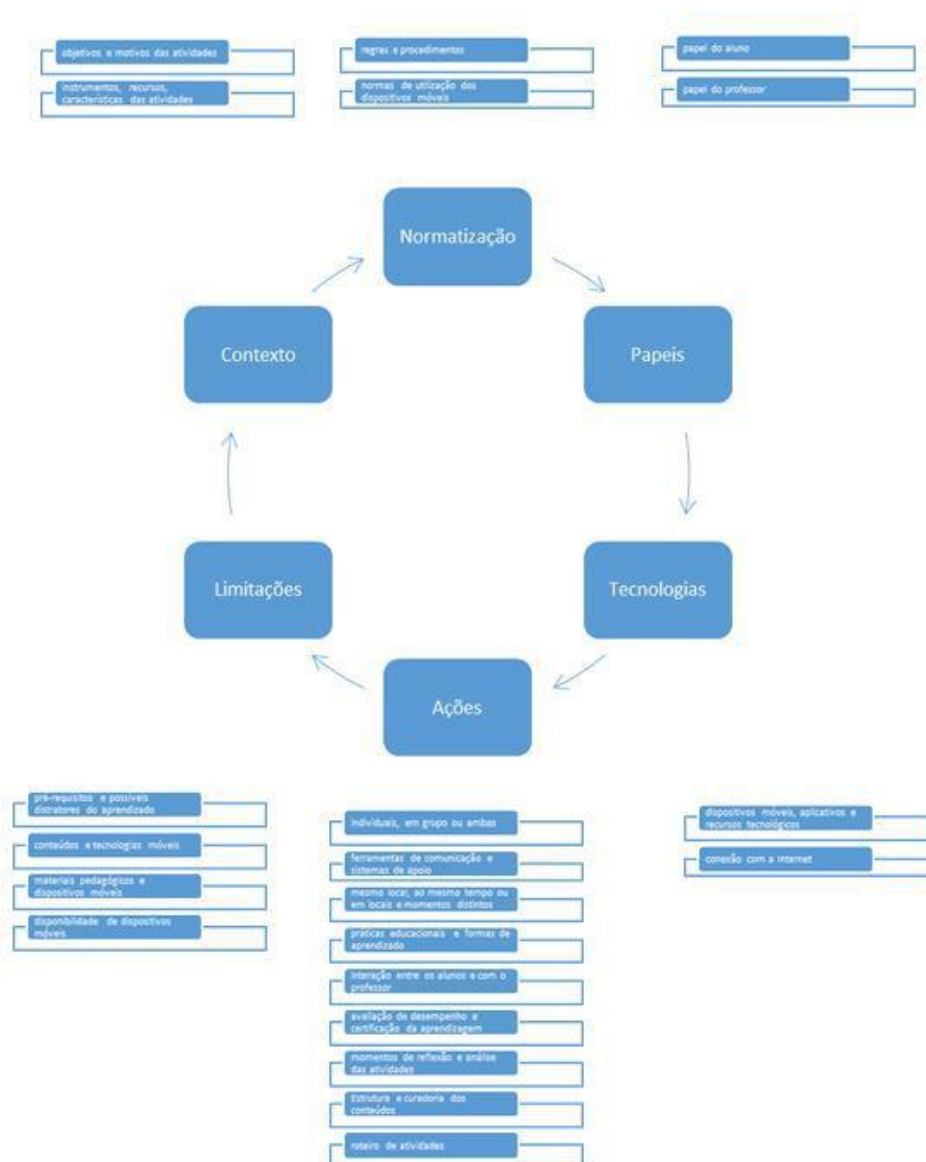 objetivos e motivos das atividades
instrumentos, recursos,
características das atividades
regras e procedimentos
normas de utilização dos
dispositivos móveis
papel do aluno
papel do professor
Normatização
Contexto
Papeis
Limitações
Tecnologias
Ações
pré-requisitos e possíveis
distratores do aprendizado
conteúdos e tecnologias móveis
materiais pedagógicos e
dispositivos móveis
disponibilidade de dispositivos
móveis
individuais, em grupo ou ambas
ferramentas de comunicação e
sistemas de apoio
mesmo local, ao mesmo tempo ou
em locais e momentos distintos
práticas educacionais e formas de
aprendizado
interação entre os alunos e com o
professor
avaliação de desempenho e
certificação da aprendizagem
momentos de reflexão e análise
das atividades
Estrutura e curadoria dos
conteúdos
roteiro de atividades
dispositivos móveis, aplicativos e
recursos tecnológicos
conexão com a Internet